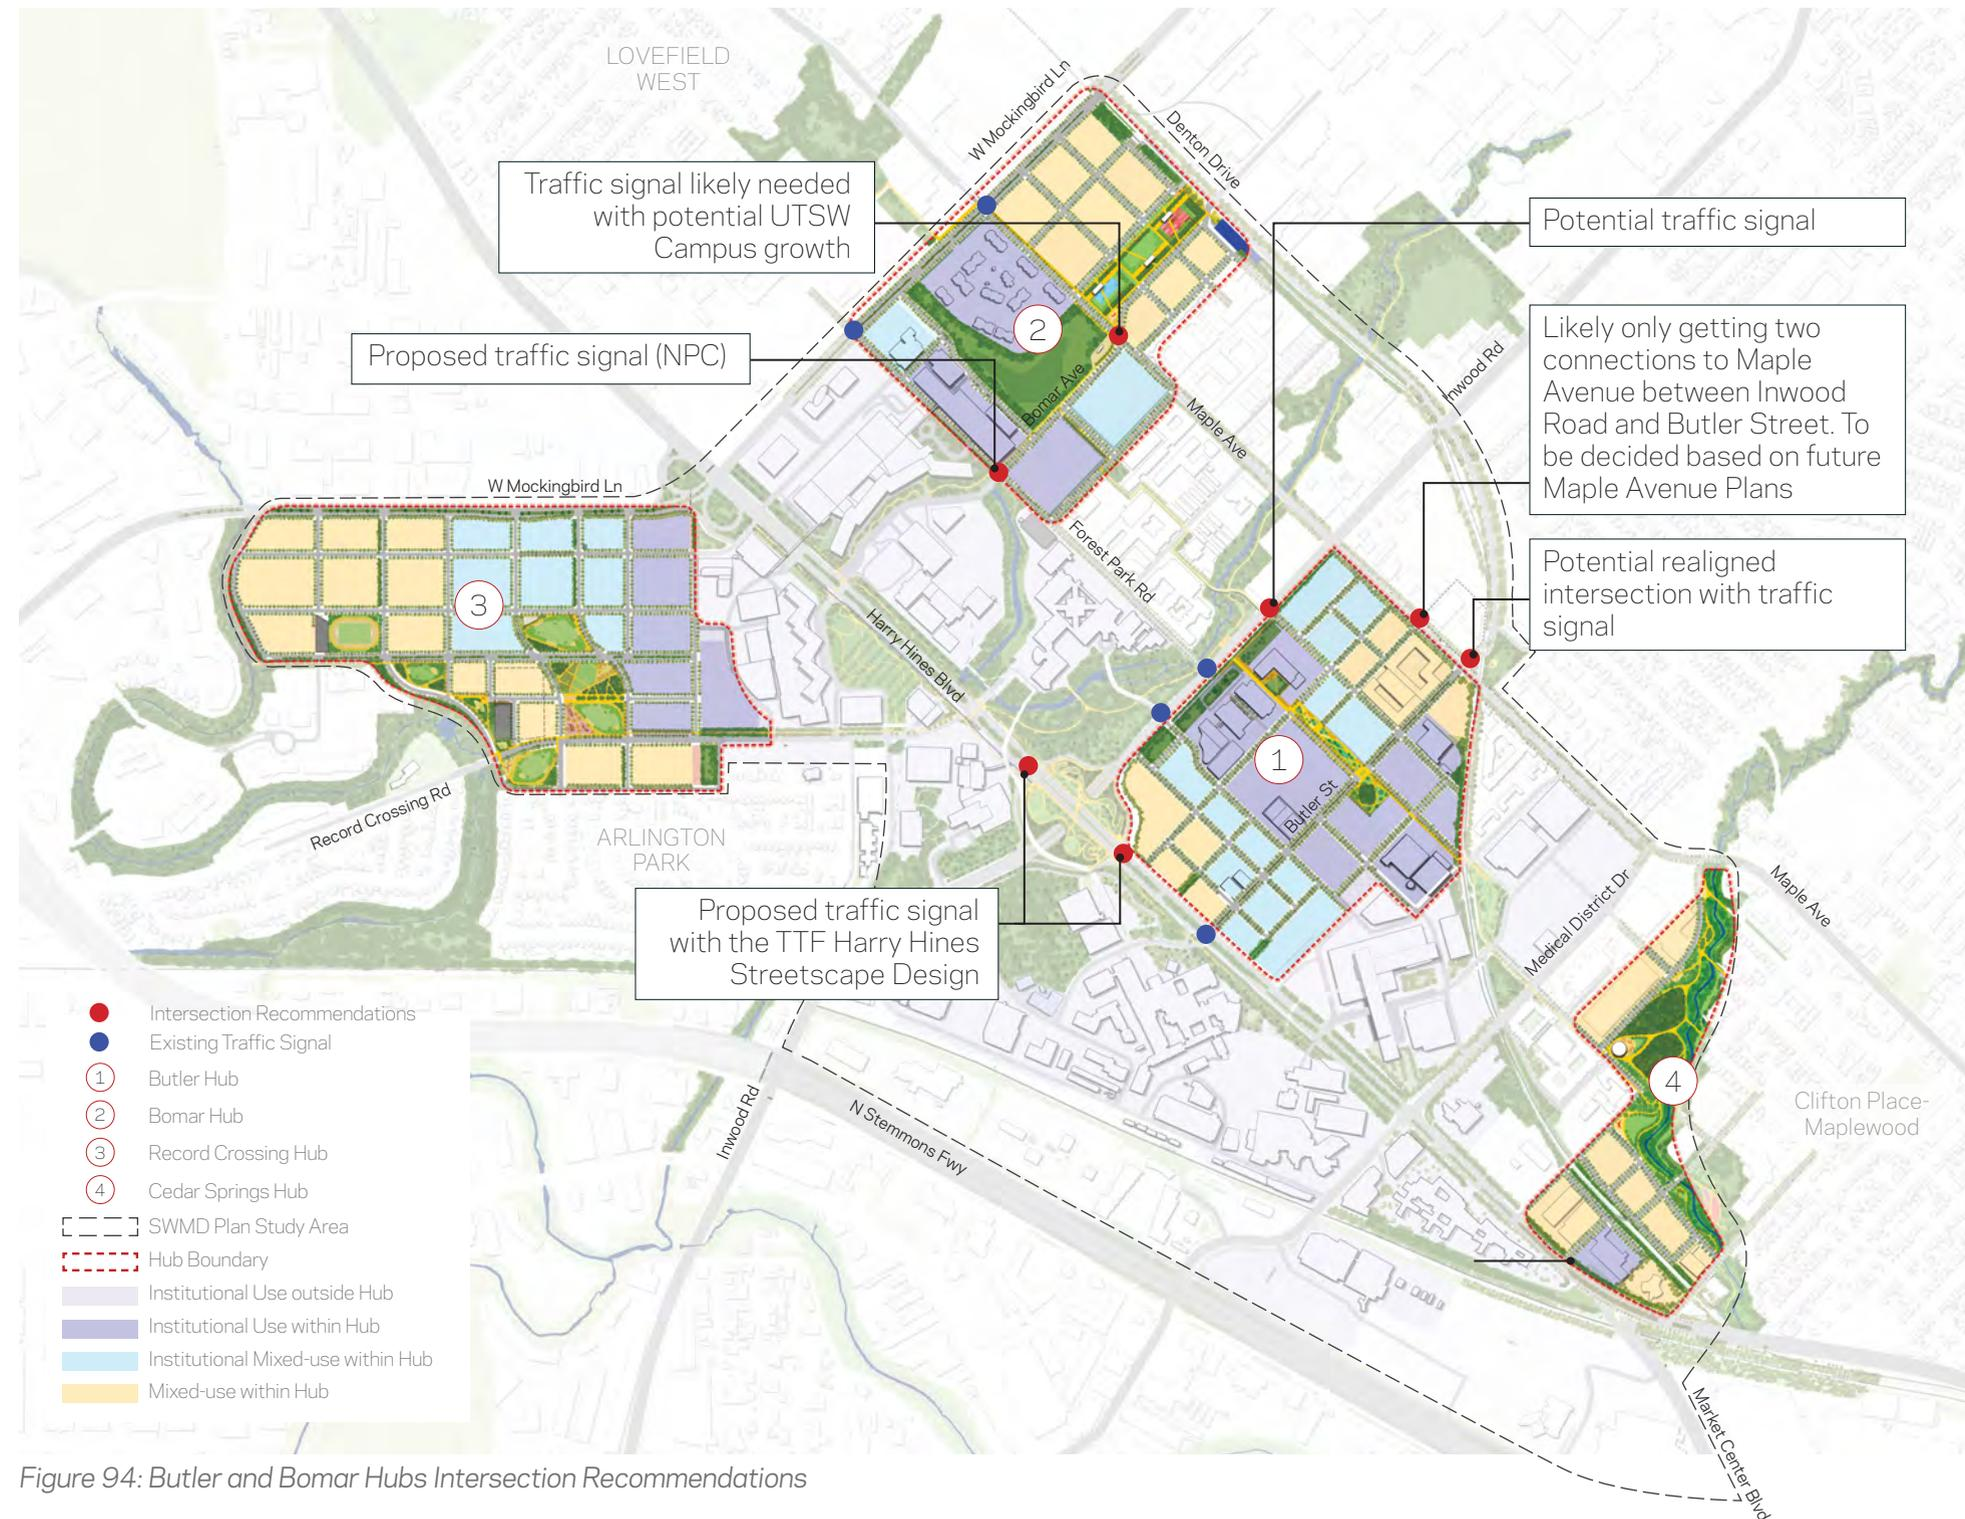 LOVEFIELD
WEST
W Mockingbird Ln
Denton Drive
Traffic signal likely needed
with potential UTSW
Campus growth
Potential traffic signal
Proposed traffic signal (NPC)
2
Bomar Ave
Maple Ave
Inwood Rd
Likely only getting two
connections to Maple
Avenue between Inwood
Road and Butler Street. To
be decided based on future
Maple Avenue Plans
W Mockingbird Ln
Forest Park Rd
Potential realigned
intersection with traffic
signal
3
Harry Hines Blvd
1
Butler St
Record Crossing Rd
ARLINGTON
PARK
Proposed traffic signal
with the TTF Harry Hines
Streetscape Design
Medical District Dr
Maple Ave
4
Clifton Place-
Maplewood
Inwood Rd
N Stemmons Fwy
Market Center Blvd
Intersection Recommendations
Existing Traffic Signal
1 Butler Hub
2 Bomar Hub
3 Record Crossing Hub
4 Cedar Springs Hub
SWMD Plan Study Area
Hub Boundary
Institutional Use outside Hub
Institutional Use within Hub
Institutional Mixed-use within Hub
Mixed-use within Hub
Figure 94: Butler and Bomar Hubs Intersection Recommendations